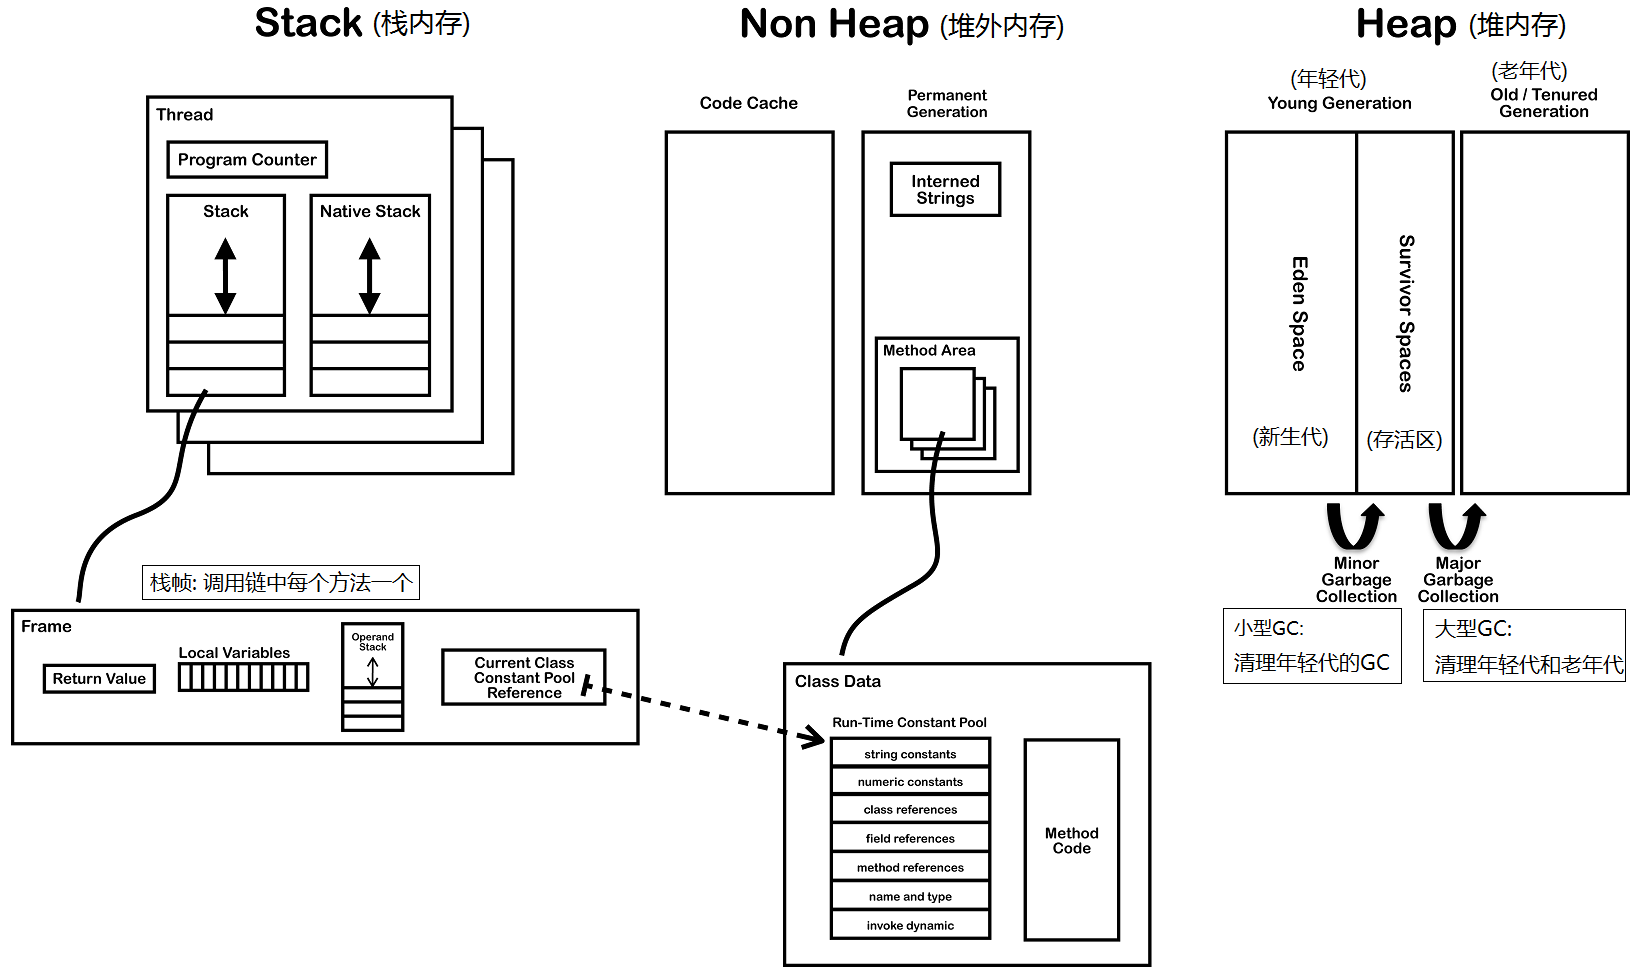 Stack (栈内存)
Thread
Program Counter
Stack
Native Stack
栈帧: 调用链中每个方法一个
Frame
Return Value
Local Variables
Operand
Stack
Current Class
Constant Pool
Reference
Non Heap (堆外内存)
Code Cache
Permanent
Generation
Interned
Strings
Method Area
Class Data
Run-Time Constant Pool
string constants
numeric constants
class references
field references
method references
name and type
invoke dynamic
Method
Code
Heap (堆内存)
(年轻代)
Young Generation
(老年代)
Old / Tenured
Generation
Eden Space
(新生代)
Survivor Spaces
(存活区)
Minor
Garbage
Collection
小型GC:
清理年轻代的GC
Major
Garbage
Collection
大型GC:
清理年轻代和老年代